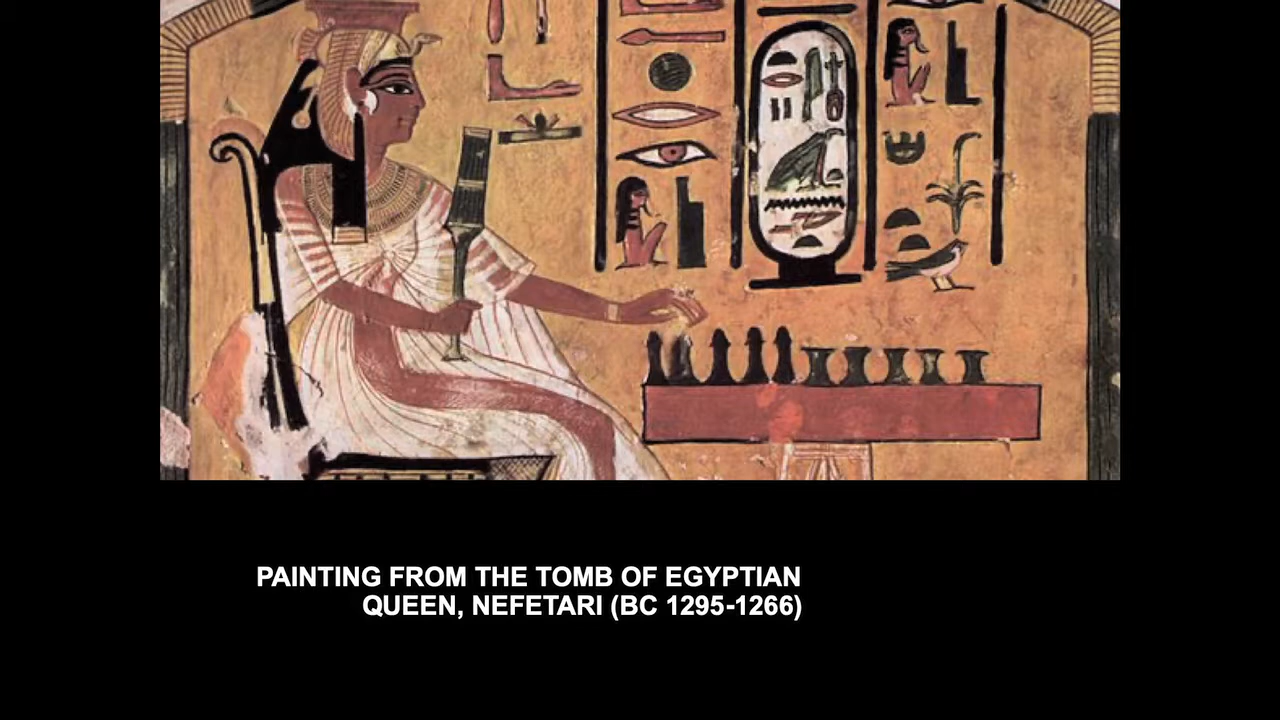 PAINTING FROM THE TOMB OF EGYPTIAN
QUEEN, NEFETARI (BC 1295-1266)